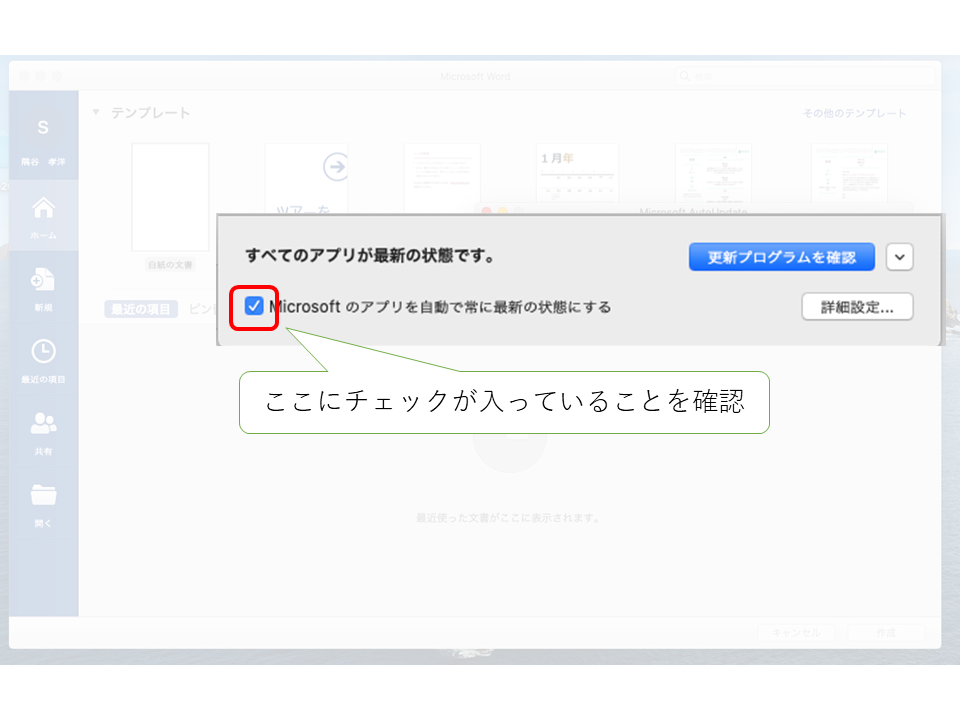 Microsoft Word
検索
テンプレート
その他のテンプレート
S
隅谷 孝洋
1 月年
ツアーを
Microsoft AutoUpdate
ホーム
すべてのアプリが最新の状態です。
更新プログラムを確認
白紙の文書
新規
最近の項目
ピン
Microsoft のアプリを自動で常に最新の状態にする
詳細設定...
最近の項目
ここにチェックが入っていることを確認
共有
開く
最近使った文書がここに表示されます。
キャンセル
作成